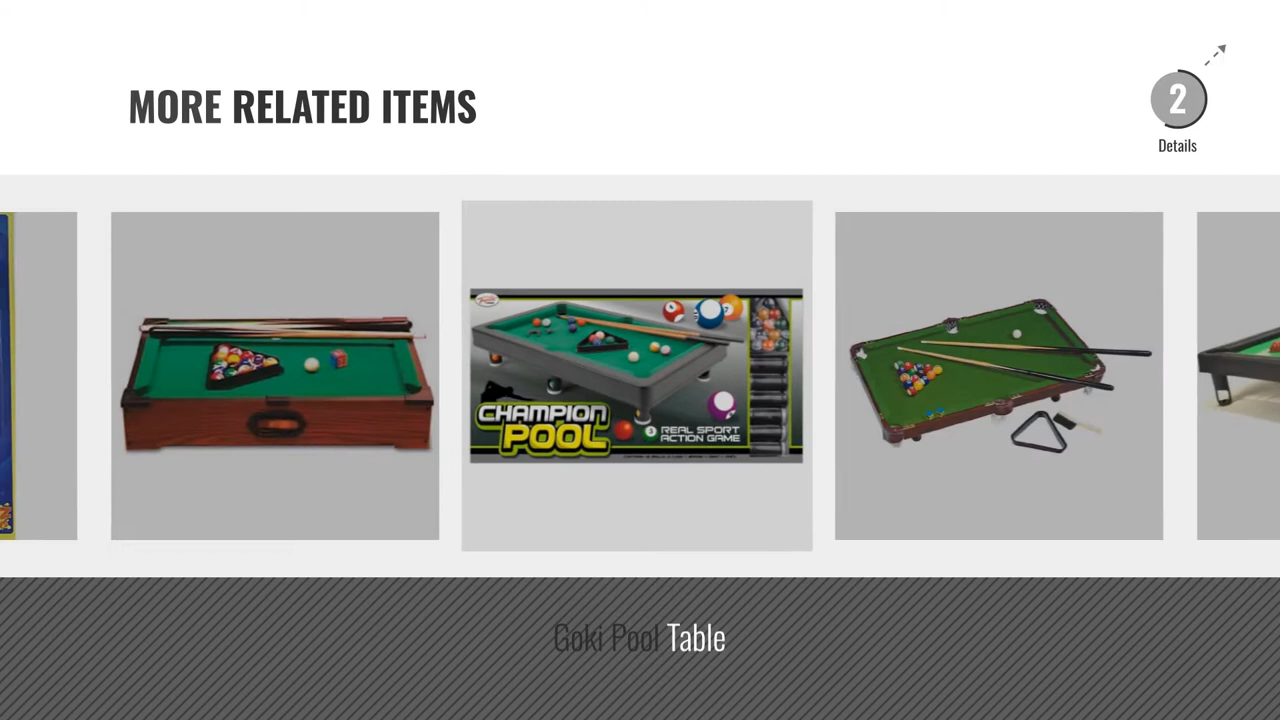 MORE RELATED ITEMS
2
Details
CHAMPION
POOL
REAL SPORT
ACTION GAME
Goki Pool Table